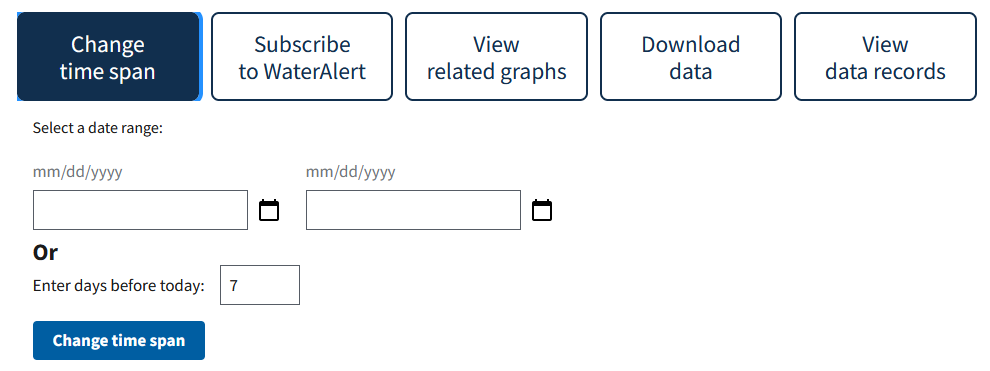 Change
time span
Subscribe
to WaterAlert
View
related graphs
Download
data
View
data records
Select a date range:
mm/dd/yyyy mm/dd/yyyy
Or
Enter days before today: 7
Change time span